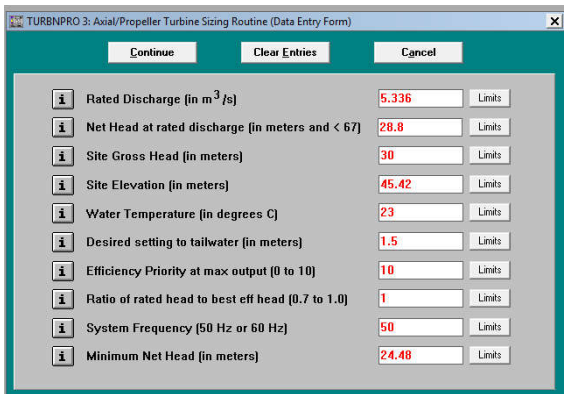 TURBNPRO 3: Axial/Propeller Turbine Sizing Routine (Data Entry Form)
Continue Clear Entries Cancel
i Rated Discharge (in m³/s) 5.336 Limits
i Net Head at rated discharge (in meters and < 67) 28.8 Limits
i Site Gross Head (in meters) 30 Limits
i Site Elevation (in meters) 45.42 Limits
i Water Temperature (in degrees C) 23 Limits
i Desired setting to tailwater (in meters) 1.5 Limits
i Efficiency Priority at max output (0 to 10) 10 Limits
i Ratio of rated head to best eff head (0.7 to 1.0) 1 Limits
i System Frequency (50 Hz or 60 Hz) 50 Limits
i Minimum Net Head (in meters) 24.48 Limits